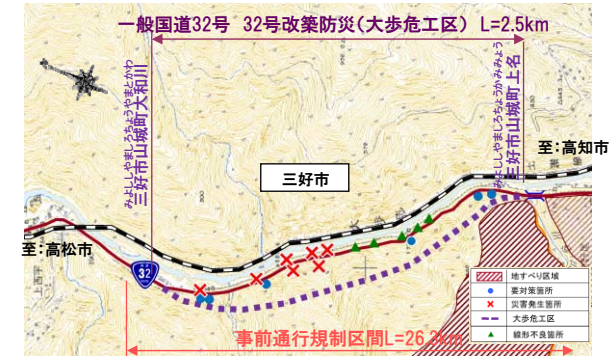 一般国道32号 32号改築防災(大歩危工区) L=2.5km
みよししやましろちょうやまとかわ
三好市山城町大和川
みよししやましろちょうかみみょう
三好市山城町上名
至:高知市
三好市
至:高松市
32
地すべり区域
要対策箇所
災害発生箇所
大歩危工区
線形不良箇所
事前通行規制区間L=26.3km